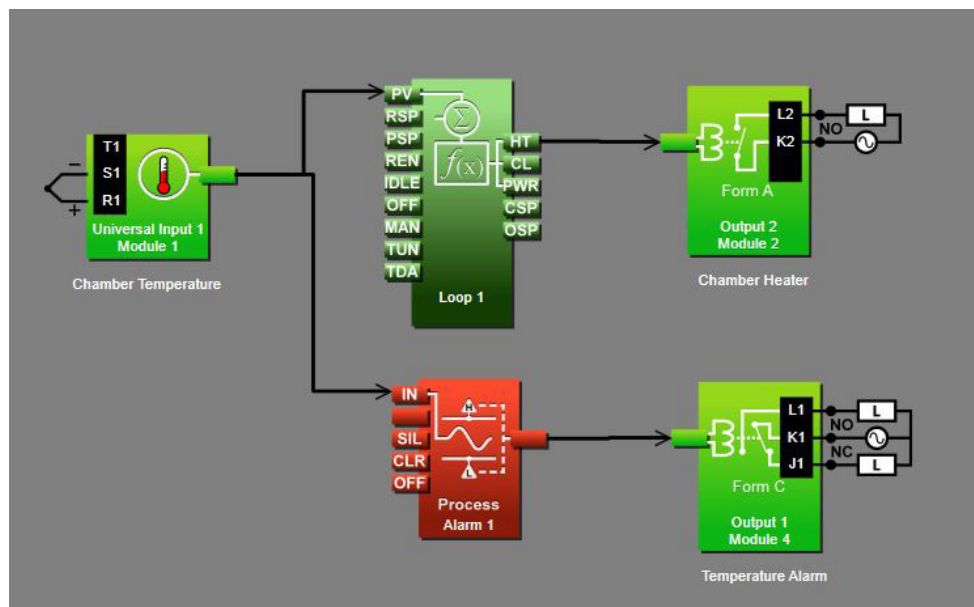 T1
S1
R1
−
+
Universal Input 1
Module 1
Chamber Temperature
PV
RSP
PSP
REN
IDLE
OFF
MAN
TUN
TDA
Σ
f(x)
HT
CL
PWR
CSP
OSP
Loop 1
L2
K2
NO
L
Form A
Output 2
Module 2
Chamber Heater
IN
SIL
CLR
OFF
H
L
Process
Alarm 1
L1
K1
J1
NO
NC
L
L
Form C
Output 1
Module 4
Temperature Alarm